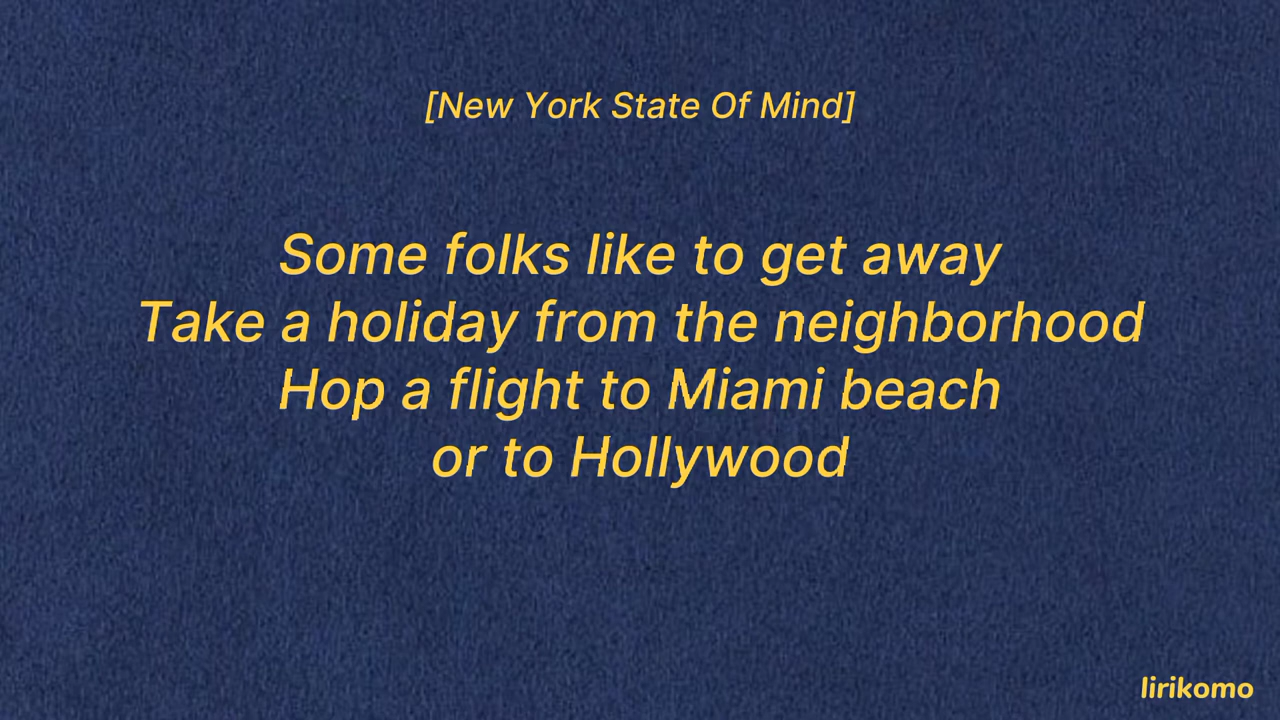 [New York State Of Mind]
Some folks like to get away
Take a holiday from the neighborhood
Hop a flight to Miami beach
or to Hollywood
lirikomo